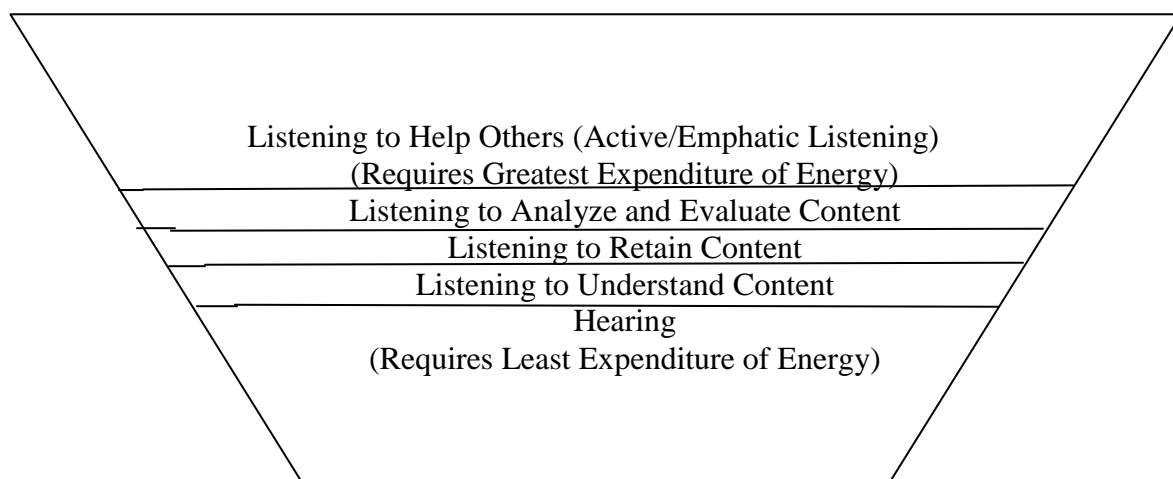 Listening to Help Others (Active/Emphatic Listening)
(Requires Greatest Expenditure of Energy)
Listening to Analyze and Evaluate Content
Listening to Retain Content
Listening to Understand Content
Hearing
(Requires Least Expenditure of Energy)